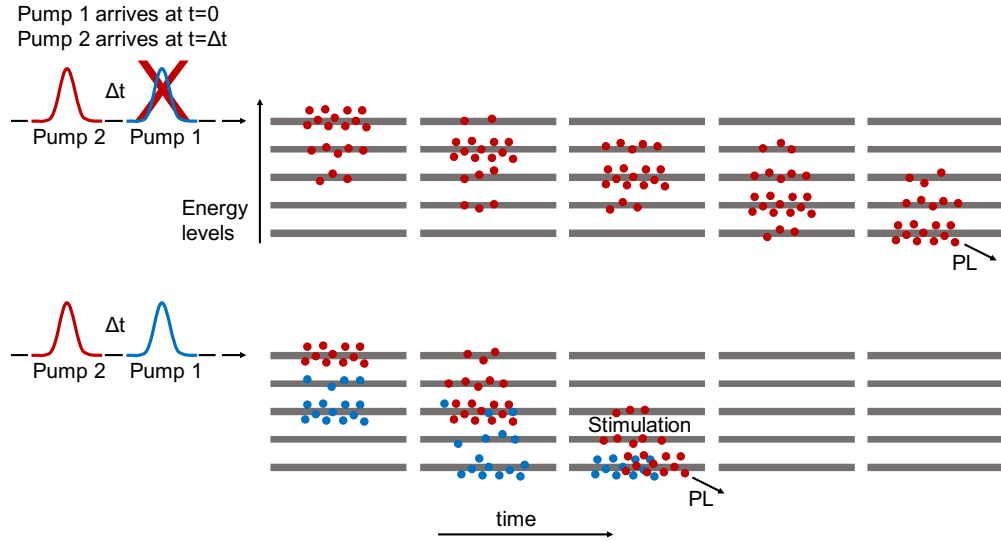 Pump 1 arrives at t=0
Pump 2 arrives at t=Δt
Δt
Pump 2 Pump 1
Energy
levels
PL
Δt
Pump 2 Pump 1
Stimulation
PL
time